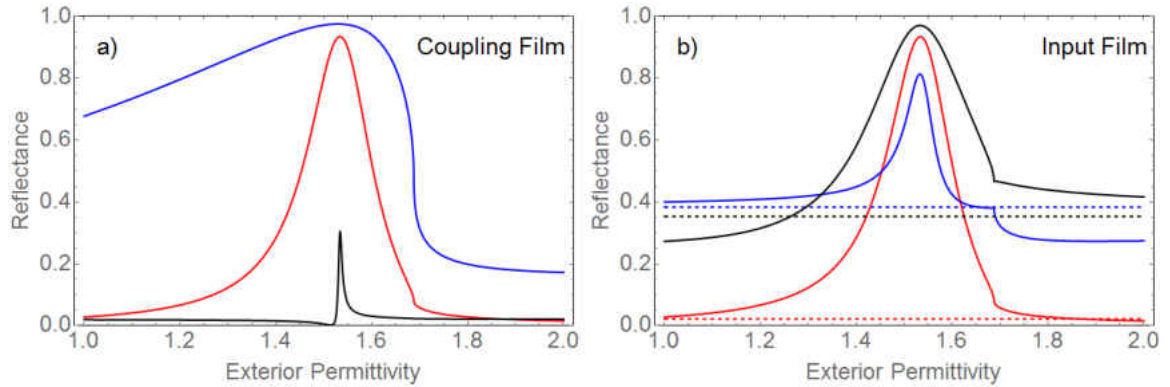 a)
Coupling Film
Reflectance
1.0
0.8
0.6
0.4
0.2
0.0
1.0 1.2 1.4 1.6 1.8 2.0
Exterior Permittivity
b)
Input Film
Reflectance
1.0
0.8
0.6
0.4
0.2
0.0
1.0 1.2 1.4 1.6 1.8 2.0
Exterior Permittivity